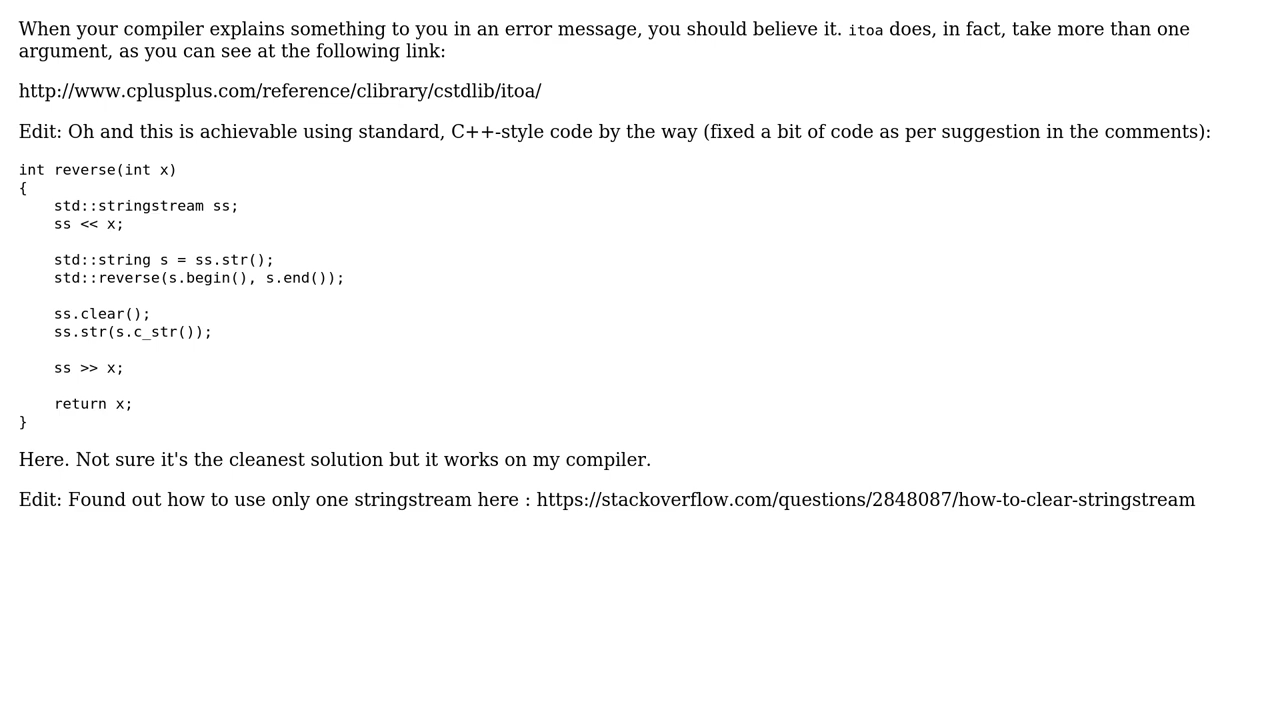 When your compiler explains something to you in an error message, you should believe it. itoa does, in fact, take more than one
argument, as you can see at the following link:
http://www.cplusplus.com/reference/clibrary/cstdlib/itoa/
Edit: Oh and this is achievable using standard, C++-style code by the way (fixed a bit of code as per suggestion in the comments):
int reverse(int x)
{
    std::stringstream ss;
    ss << x;
    std::string s = ss.str();
    std::reverse(s.begin(), s.end());
    ss.clear();
    ss.str(s.c_str());
    ss >> x;
    return x;
}
Here. Not sure it's the cleanest solution but it works on my compiler.
Edit: Found out how to use only one stringstream here : https://stackoverflow.com/questions/2848087/how-to-clear-stringstream